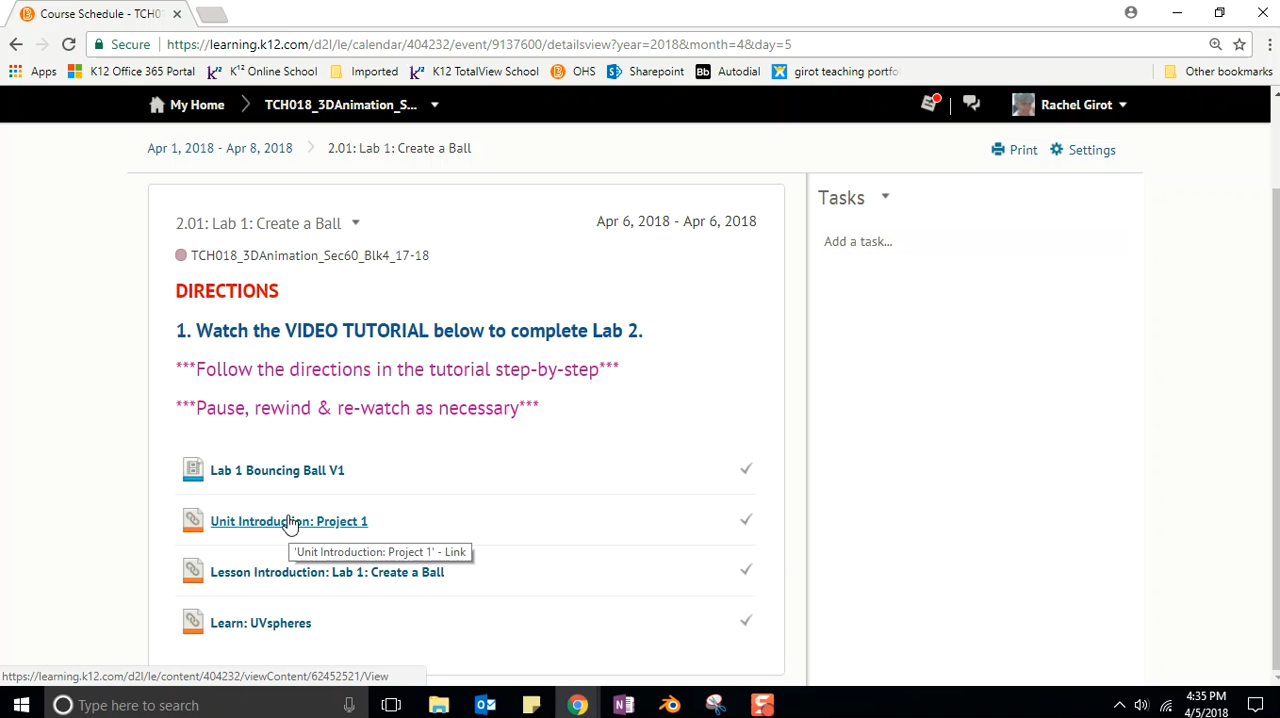 Course Schedule - TCH01
Secure https://learning.k12.com/d2l/le/calendar/404232/event/9137600/detailsview?year=2018&month=4&day=5
Apps K12 Office 365 Portal K¹² Online School Imported K12 TotalView School OHS Sharepoint Bb Autodial girot teaching portfo Other bookmarks
My Home TCH018_3DAnimation_S... Rachel Girot
Apr 1, 2018 - Apr 8, 2018 2.01: Lab 1: Create a Ball Print Settings
2.01: Lab 1: Create a Ball Apr 6, 2018 - Apr 6, 2018
TCH018_3DAnimation_Sec60_Blk4_17-18
DIRECTIONS
1. Watch the VIDEO TUTORIAL below to complete Lab 2.
***Follow the directions in the tutorial step-by-step***
***Pause, rewind & re-watch as necessary***
Lab 1 Bouncing Ball V1
Unit Introduction: Project 1
'Unit Introduction: Project 1' - Link
Lesson Introduction: Lab 1: Create a Ball
Learn: UVspheres
Tasks
Add a task...
https://learning.k12.com/d2l/le/content/404232/viewContent/62452521/View
Type here to search
4:35 PM
4/5/2018